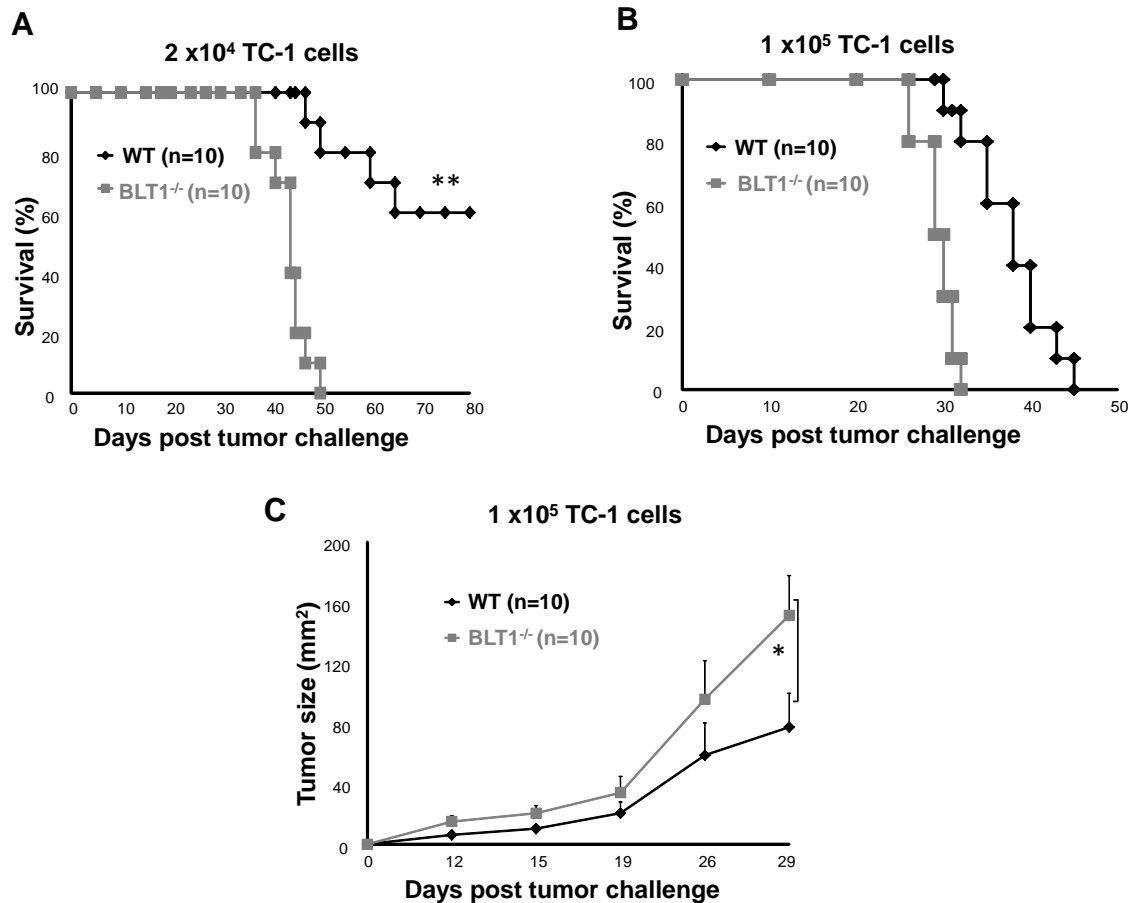 A
2 x10⁴ TC-1 cells
100
80
60
40
20
0
Survival (%)
WT (n=10)
BLT1-/- (n=10)
**
0 10 20 30 40 50 60 70 80
Days post tumor challenge
B
1 x10⁵ TC-1 cells
100
80
60
40
20
0
Survival (%)
WT (n=10)
BLT1-/- (n=10)
0 10 20 30 40 50
Days post tumor challenge
C
1 x10⁵ TC-1 cells
200
160
120
80
40
0
Tumor size (mm²)
WT (n=10)
BLT1-/- (n=10)
*
0 12 15 19 26 29
Days post tumor challenge